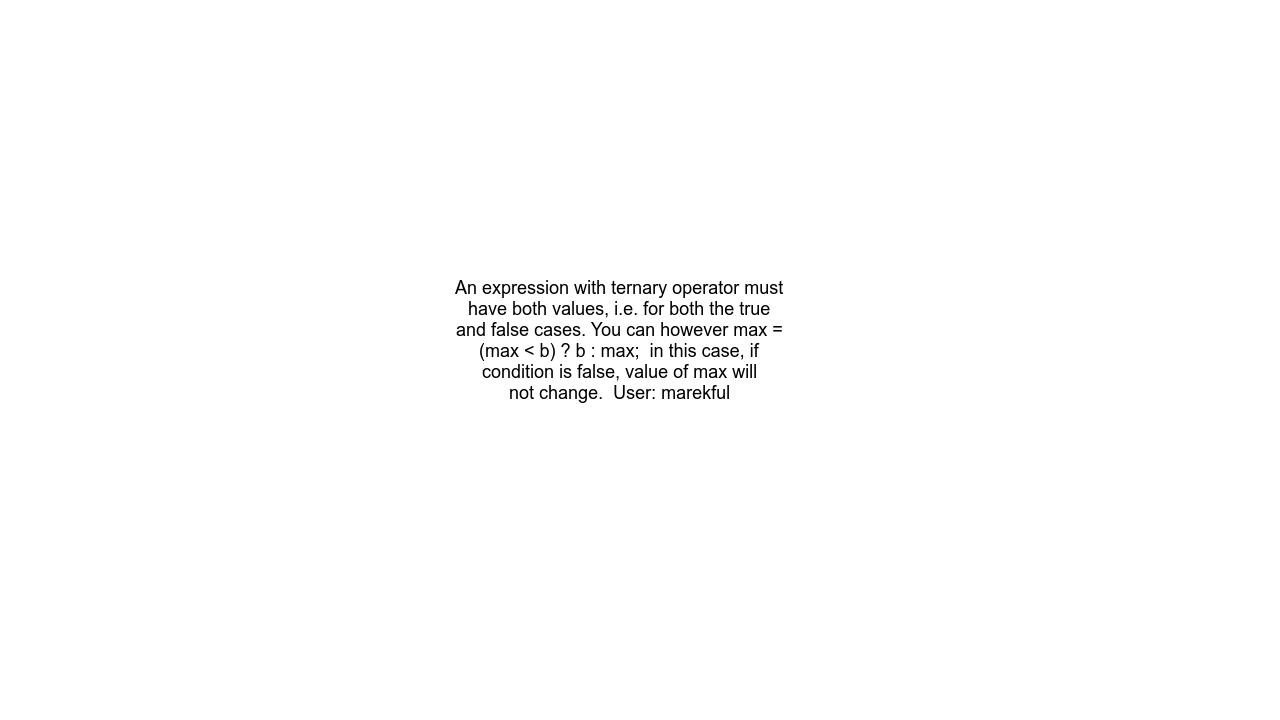 An expression with ternary operator must
have both values, i.e. for both the true
and false cases. You can however max =
(max < b) ? b : max;  in this case, if
condition is false, value of max will
not change.  User: marekful